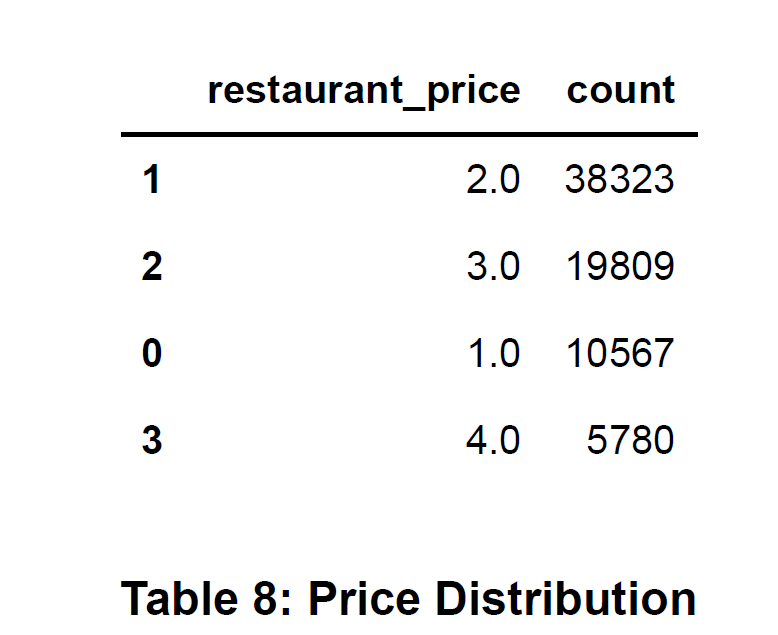 restaurant_price count
1 2.0 38323
2 3.0 19809
0 1.0 10567
3 4.0 5780
Table 8: Price Distribution